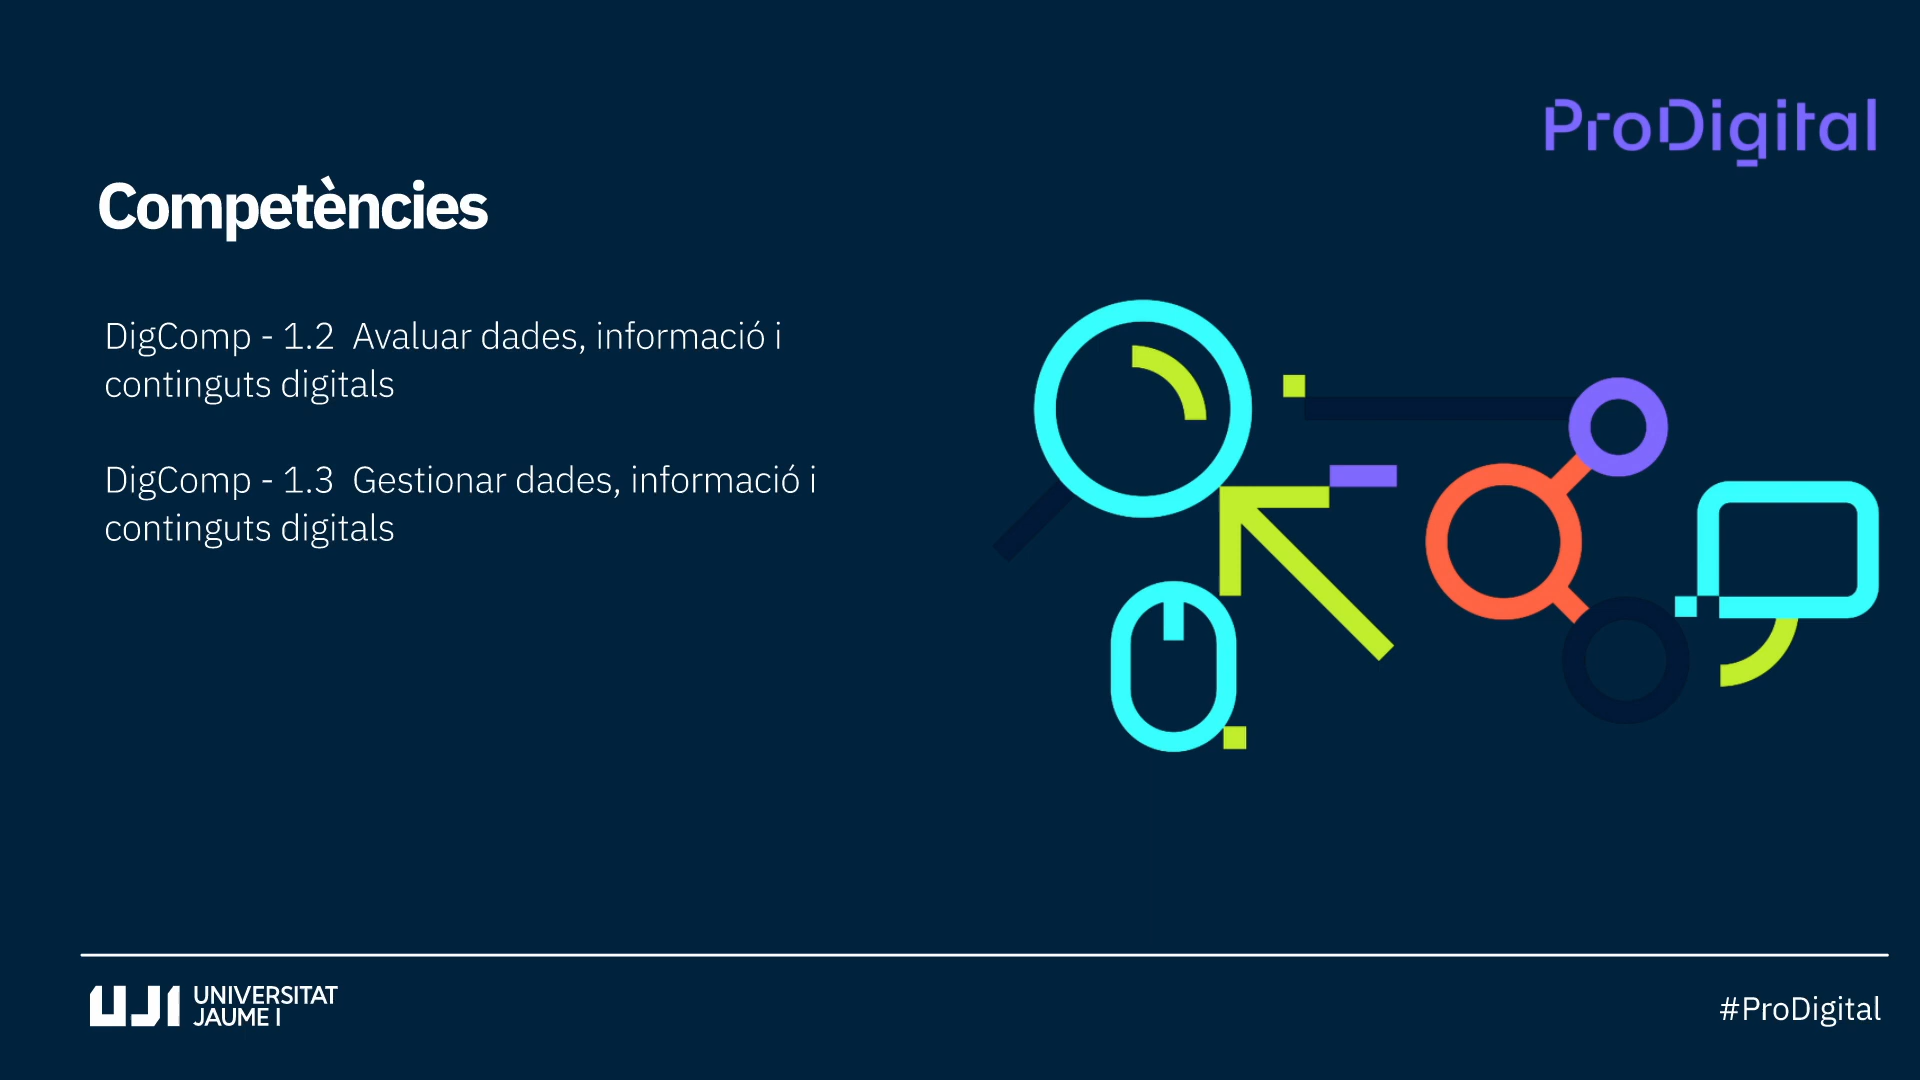 ProDigital
Competències
DigComp - 1.2  Avaluar dades, informació i
continguts digitals
DigComp - 1.3  Gestionar dades, informació i
continguts digitals
UJI UNIVERSITAT
JAUME I
#ProDigital